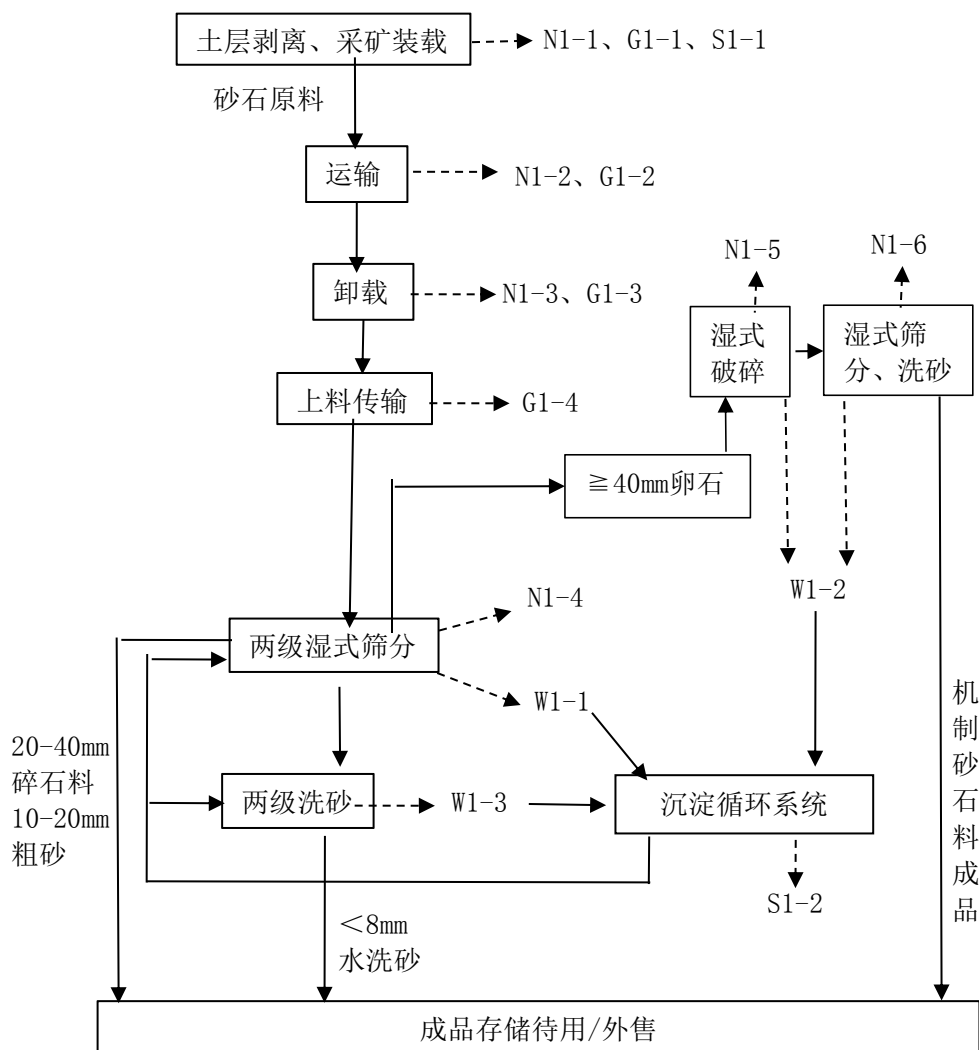 土层剥离、采矿装载
N1-1、G1-1、S1-1
砂石原料
运输
N1-2、G1-2
卸载
N1-3、G1-3
上料传输
G1-4
N1-5
N1-6
湿式
破碎
湿式筛
分、洗砂
≧40mm卵石
W1-2
N1-4
两级湿式筛分
W1-1
20-40mm
碎石料
10-20mm
粗砂
两级洗砂
W1-3
沉淀循环系统
S1-2
机
制
砂
石
料
成
品
＜8mm
水洗砂
成品存储待用/外售